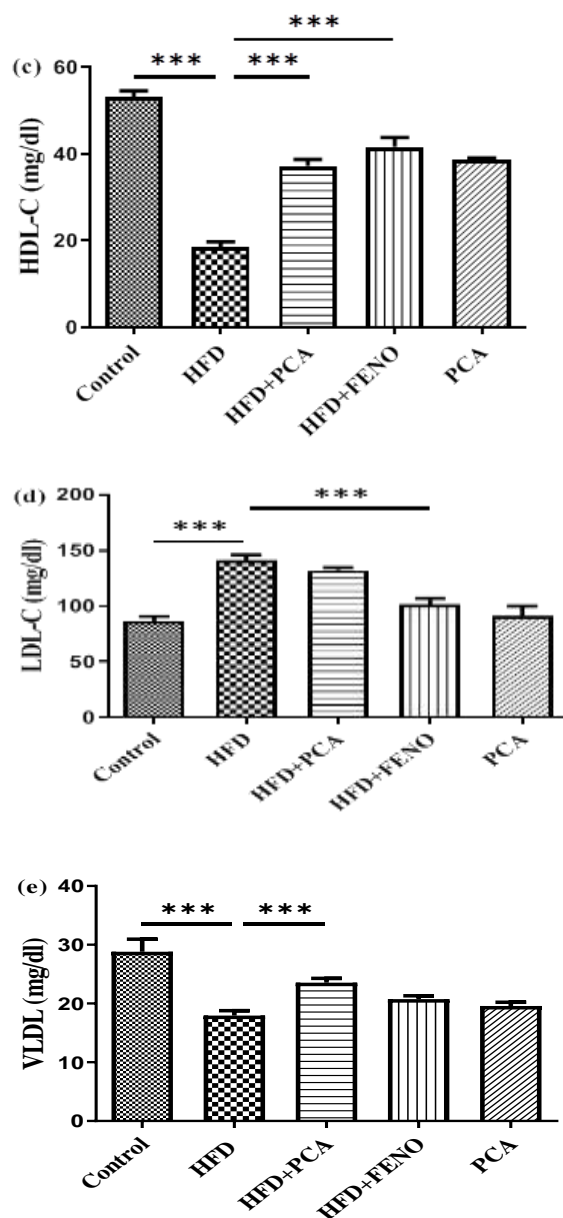 (c)
***
*** ***
HDL-C (mg/dl)
60
40
20
0
Control
HFD
HFD+PCA
HFD+FENO
PCA
(d)
***
***
LDL-C (mg/dl)
200
150
100
50
0
Control
HFD
HFD+PCA
HFD+FENO
PCA
(e)
*** ***
VLDL (mg/dl)
40
30
20
10
0
Control
HFD
HFD+PCA
HFD+FENO
PCA